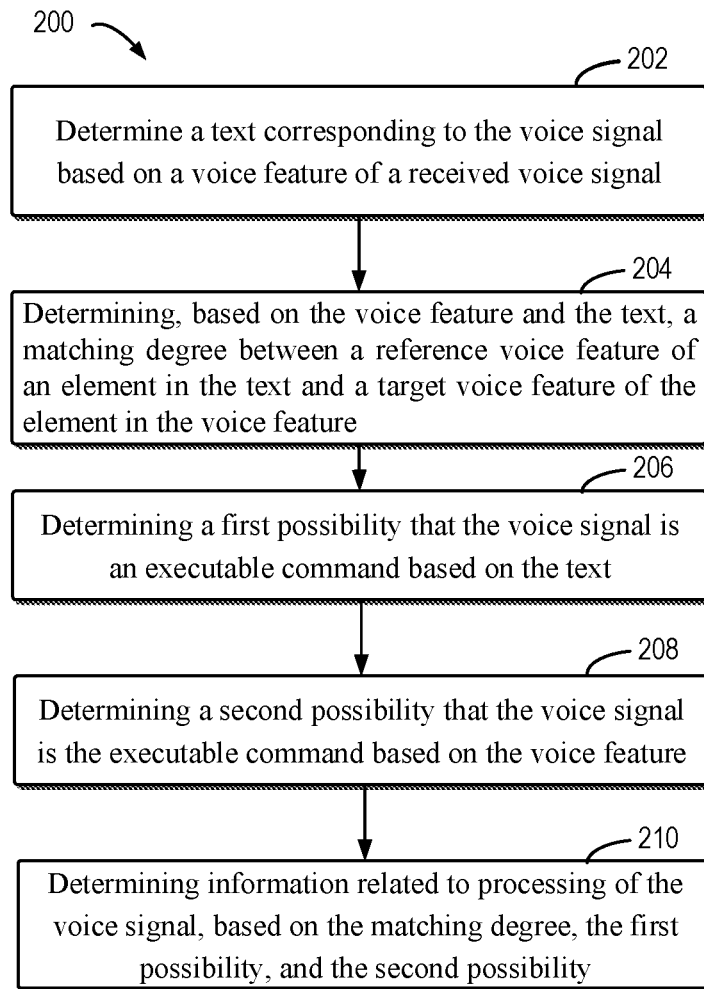 200
202
Determine a text corresponding to the voice signal
based on a voice feature of a received voice signal
204
Determining, based on the voice feature and the text, a
matching degree between a reference voice feature of
an element in the text and a target voice feature of the
element in the voice feature
206
Determining a first possibility that the voice signal is
an executable command based on the text
208
Determining a second possibility that the voice signal
is the executable command based on the voice feature
210
Determining information related to processing of the
voice signal, based on the matching degree, the first
possibility, and the second possibility